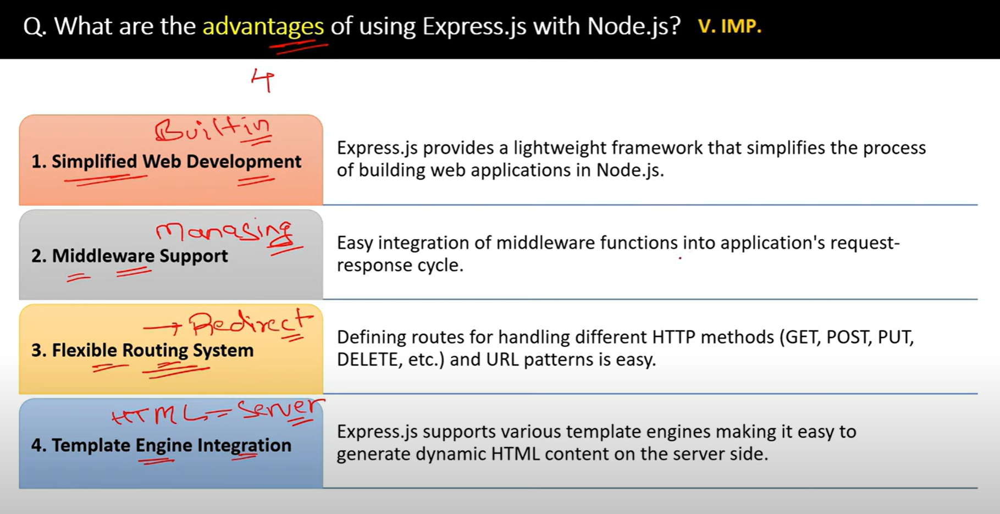 Q. What are the advantages of using Express.js with Node.js? V. IMP.
4
Builtin
1. Simplified Web Development
Express.js provides a lightweight framework that simplifies the process
of building web applications in Node.js.
Managing
2. Middleware Support
Easy integration of middleware functions into application's request-
response cycle.
→ Redirect
3. Flexible Routing System
Defining routes for handling different HTTP methods (GET, POST, PUT,
DELETE, etc.) and URL patterns is easy.
HTML = Server
4. Template Engine Integration
Express.js supports various template engines making it easy to
generate dynamic HTML content on the server side.